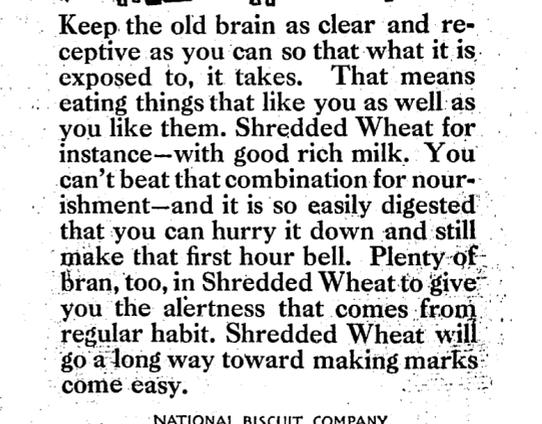 Keep the old brain as clear and re-
ceptive as you can so that what it is
exposed to, it takes. That means
eating things that like you as well as
you like them. Shredded Wheat for
instance—with good rich milk. You
can't beat that combination for nour-
ishment—and it is so easily digested
that you can hurry it down and still
make that first hour bell. Plenty of
bran, too, in Shredded Wheat to give
you the alertness that comes from
regular habit. Shredded Wheat will
go a long way toward making marks
come easy.
NATIONAL BISCUIT COMPANY